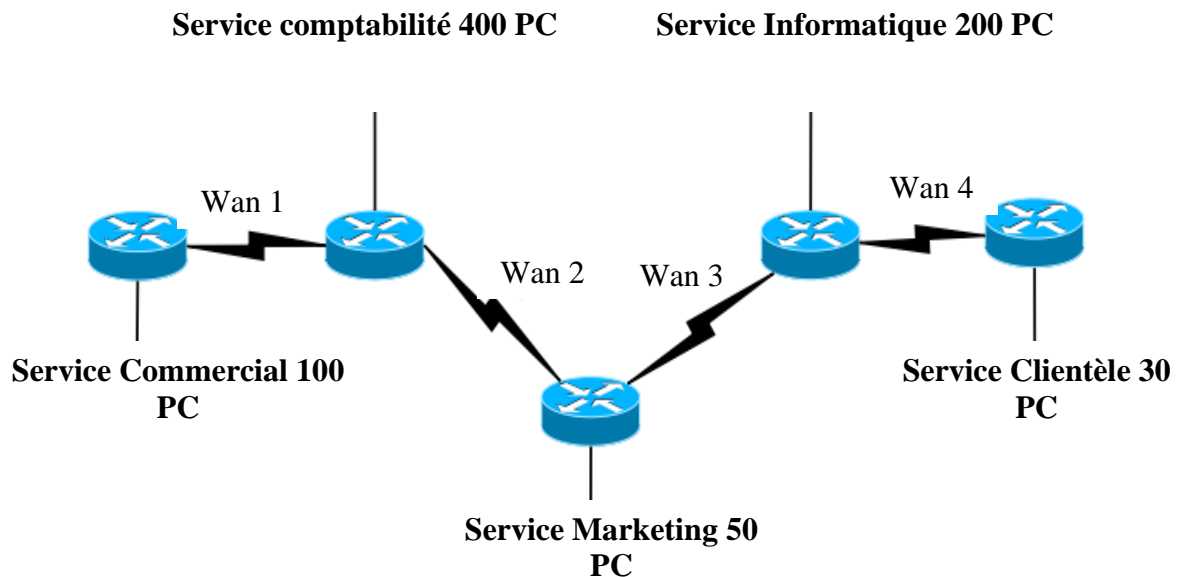 Service comptabilité 400 PC
Service Informatique 200 PC
Wan 1
Wan 4
Wan 2
Wan 3
Service Commercial 100
PC
Service Clientèle 30
PC
Service Marketing 50
PC